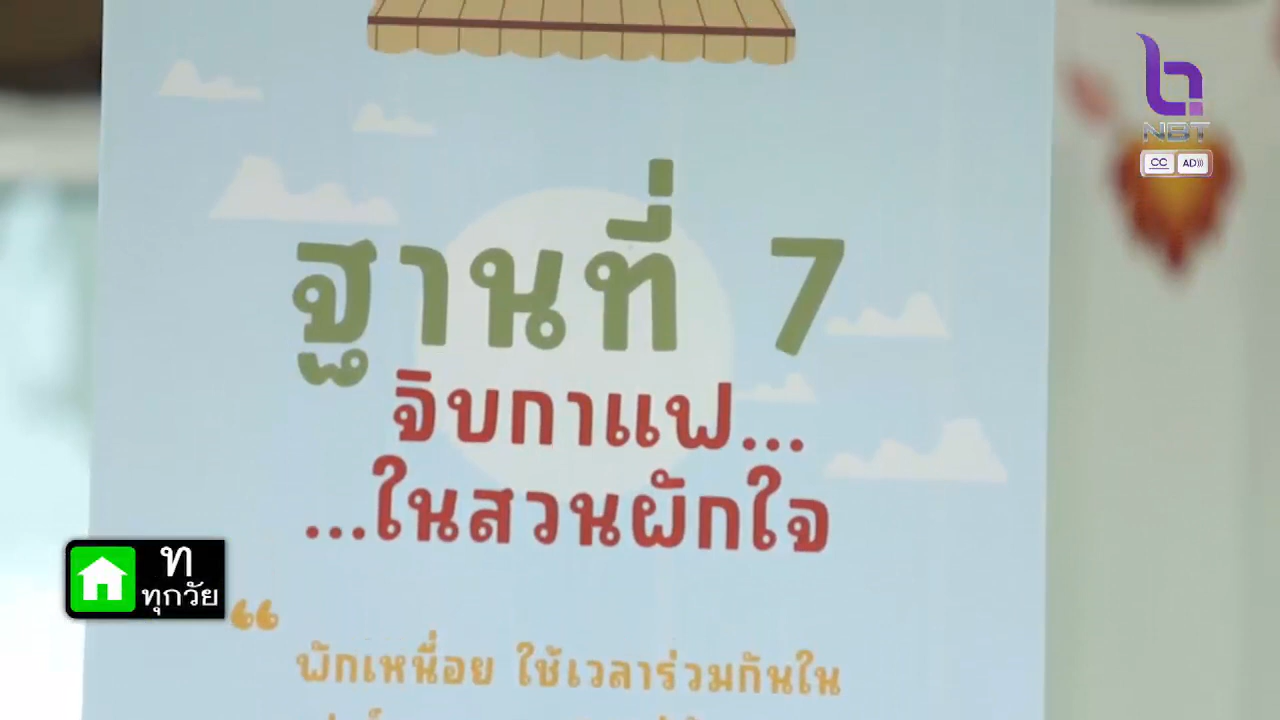 NBT
CC AD
ฐานที่ 7
จิบกาแฟ...
...ในสวนผักใจ
ท
ทุกวัย
“
พักเหนื่อย ใช้เวลาร่วมกันใน